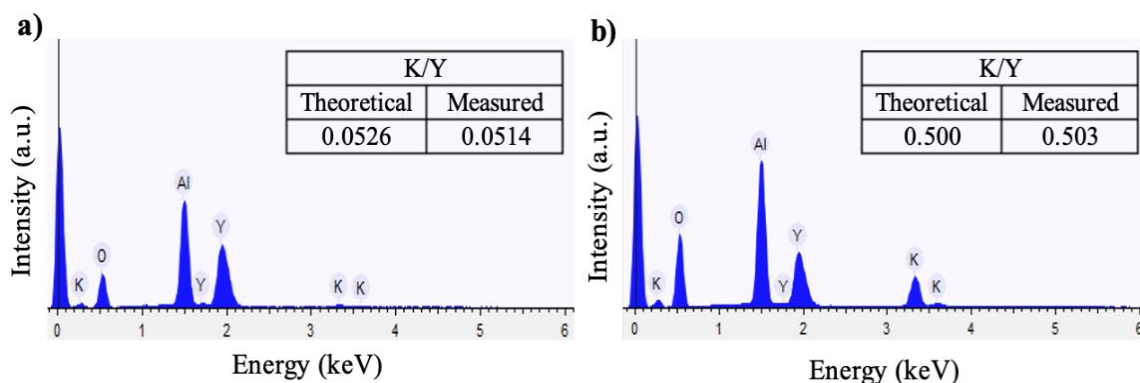 a)
K/Y
Theoretical Measured
0.0526 0.0514
Intensity (a.u.)
Al
Y
O
K
Y
K
K
0 1 2 3 4 5 6
Energy (keV)
b)
K/Y
Theoretical Measured
0.500 0.503
Intensity (a.u.)
Al
O
Y
K
K
Y
K
0 1 2 3 4 5 6
Energy (keV)